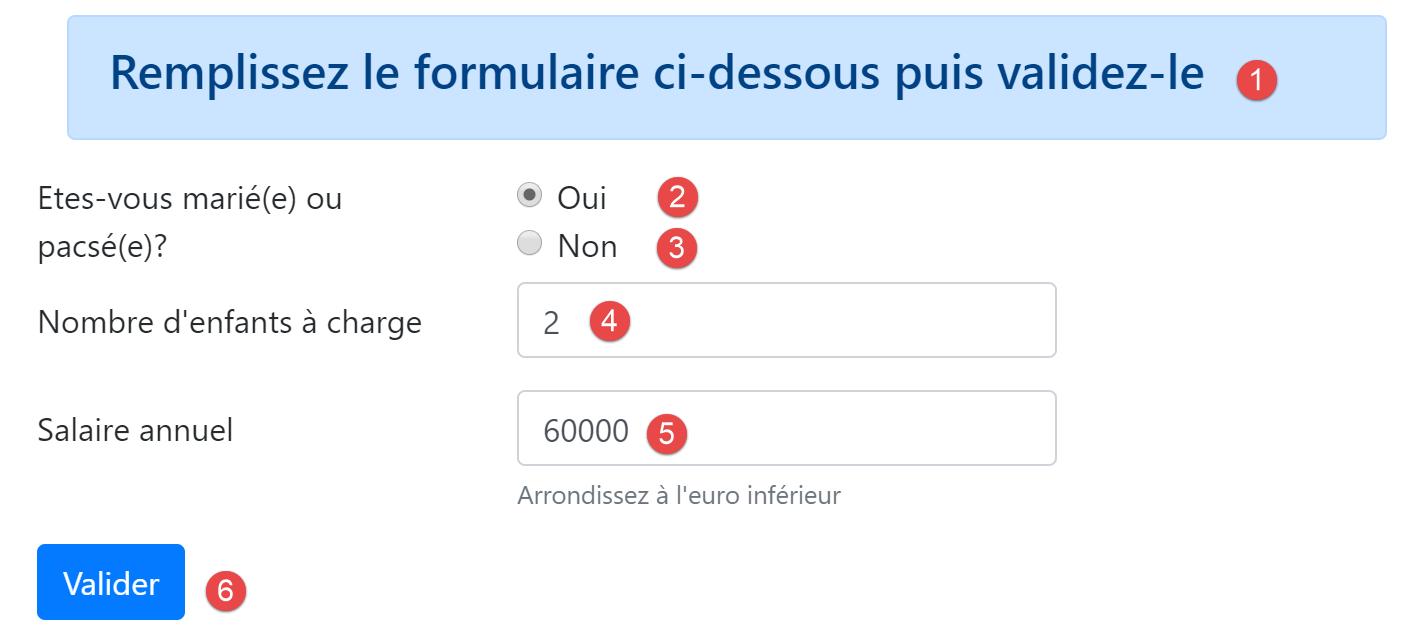 Remplissez le formulaire ci-dessous puis validez-le 1
Etes-vous marié(e) ou
pacsé(e)?
Oui 2
Non 3
Nombre d'enfants à charge
2 4
Salaire annuel
60000 5
Arrondissez à l'euro inférieur
Valider 6